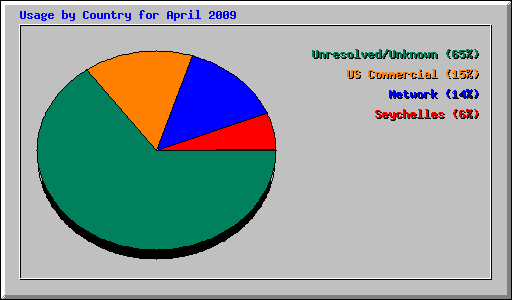 Usage by Country for April 2009
Unresolved/Unknown (65%)
US Commercial (15%)
Network (14%)
Seychelles (6%)